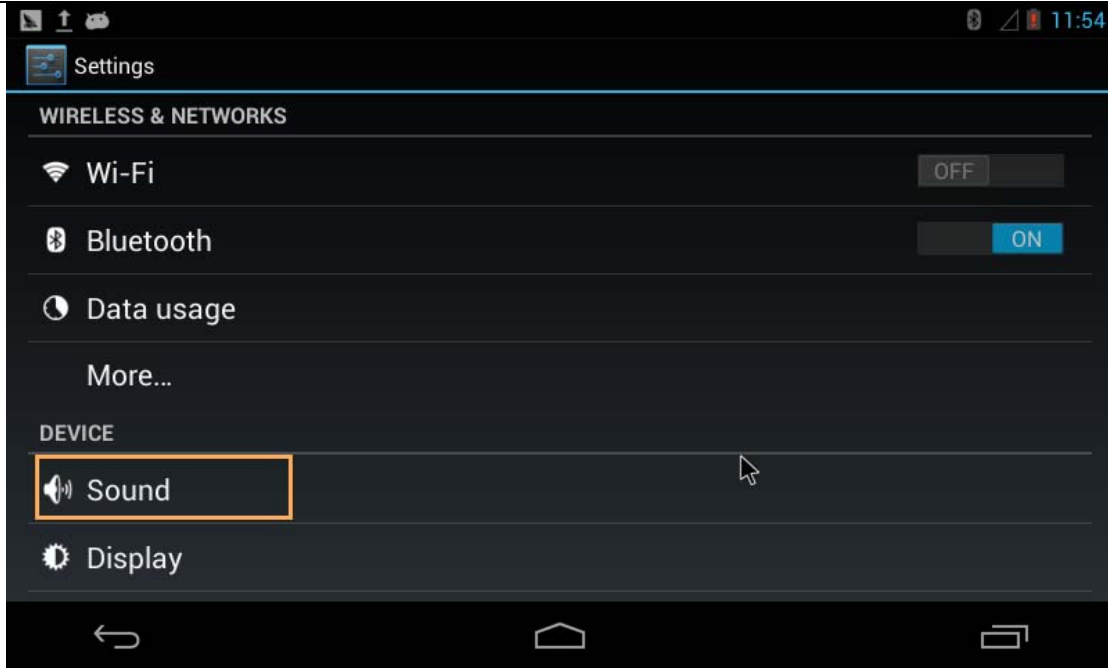 11:54
Settings
WIRELESS & NETWORKS
Wi-Fi OFF
Bluetooth ON
Data usage
More...
DEVICE
Sound
Display